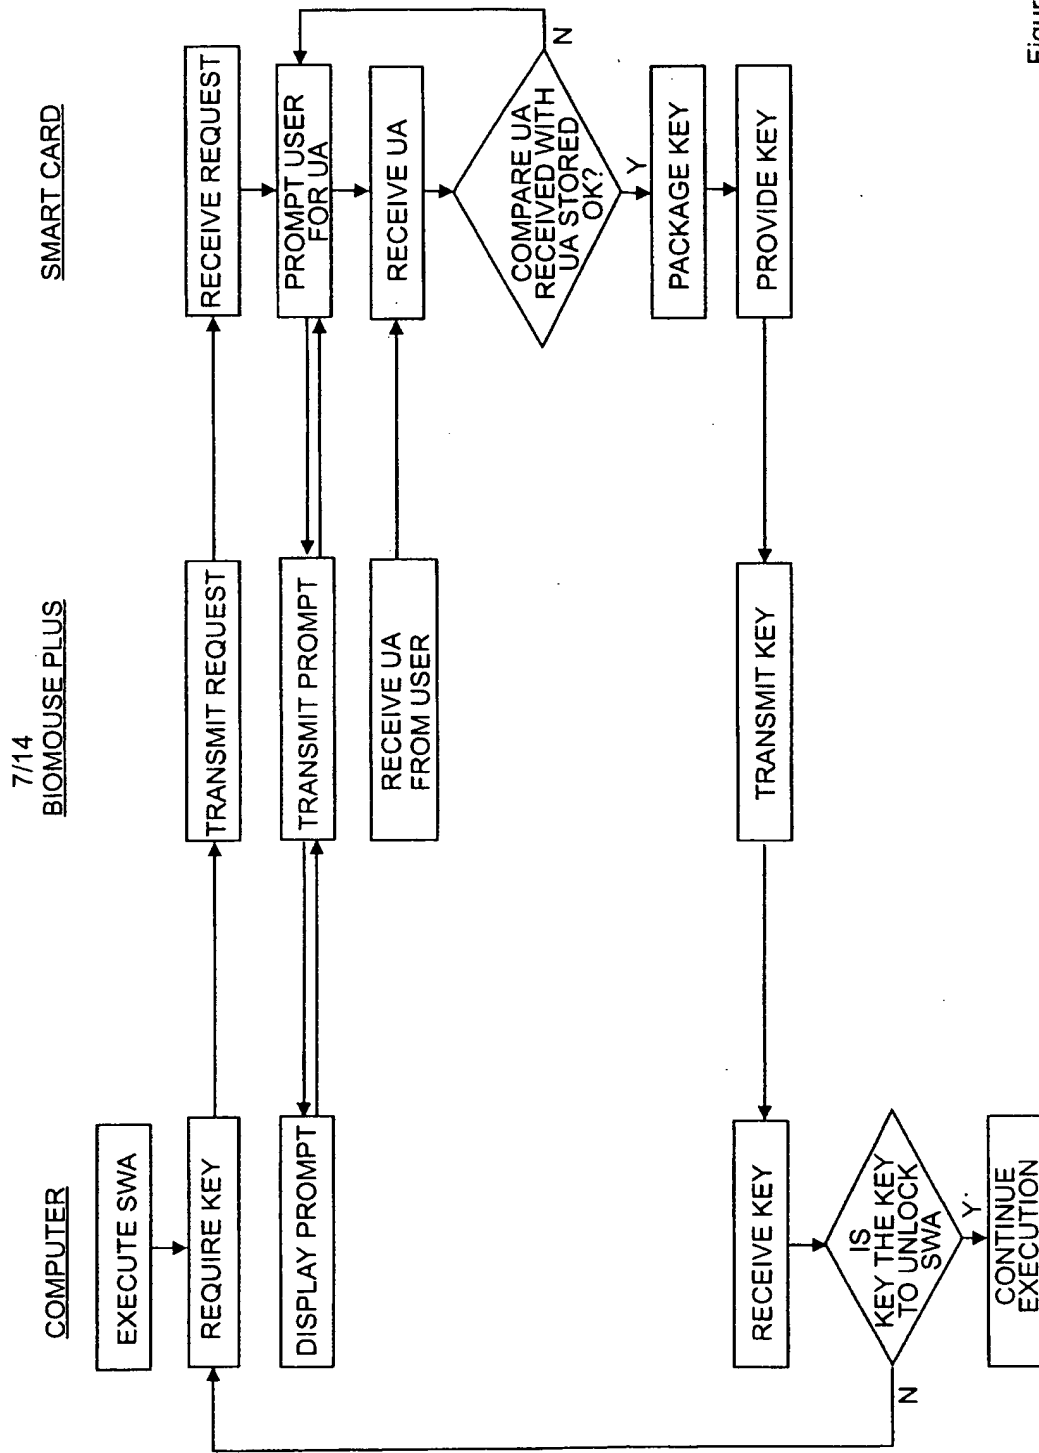 7/14
COMPUTER
BIOMOUSE PLUS
SMART CARD
EXECUTE SWA
REQUIRE KEY
TRANSMIT REQUEST
RECEIVE REQUEST
DISPLAY PROMPT
TRANSMIT PROMPT
PROMPT USER
FOR UA
RECEIVE UA
FROM USER
RECEIVE UA
COMPARE UA
RECEIVED WITH
UA STORED
OK?
N
Y
PACKAGE KEY
RECEIVE KEY
TRANSMIT KEY
PROVIDE KEY
IS
KEY THE KEY
TO UNLOCK
SWA
N
Y
CONTINUE
EXECUTION